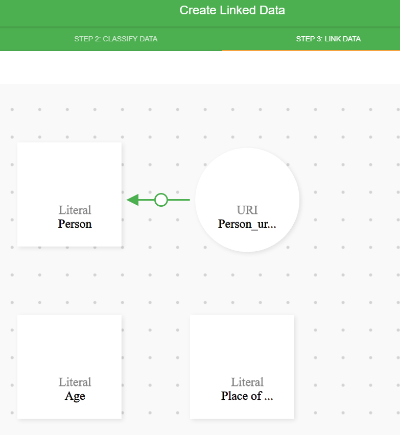 Create Linked Data
STEP 2: CLASSIFY DATA
STEP 3: LINK DATA
Literal
Person
URI
Person_ur...
Literal
Age
Literal
Place of ...